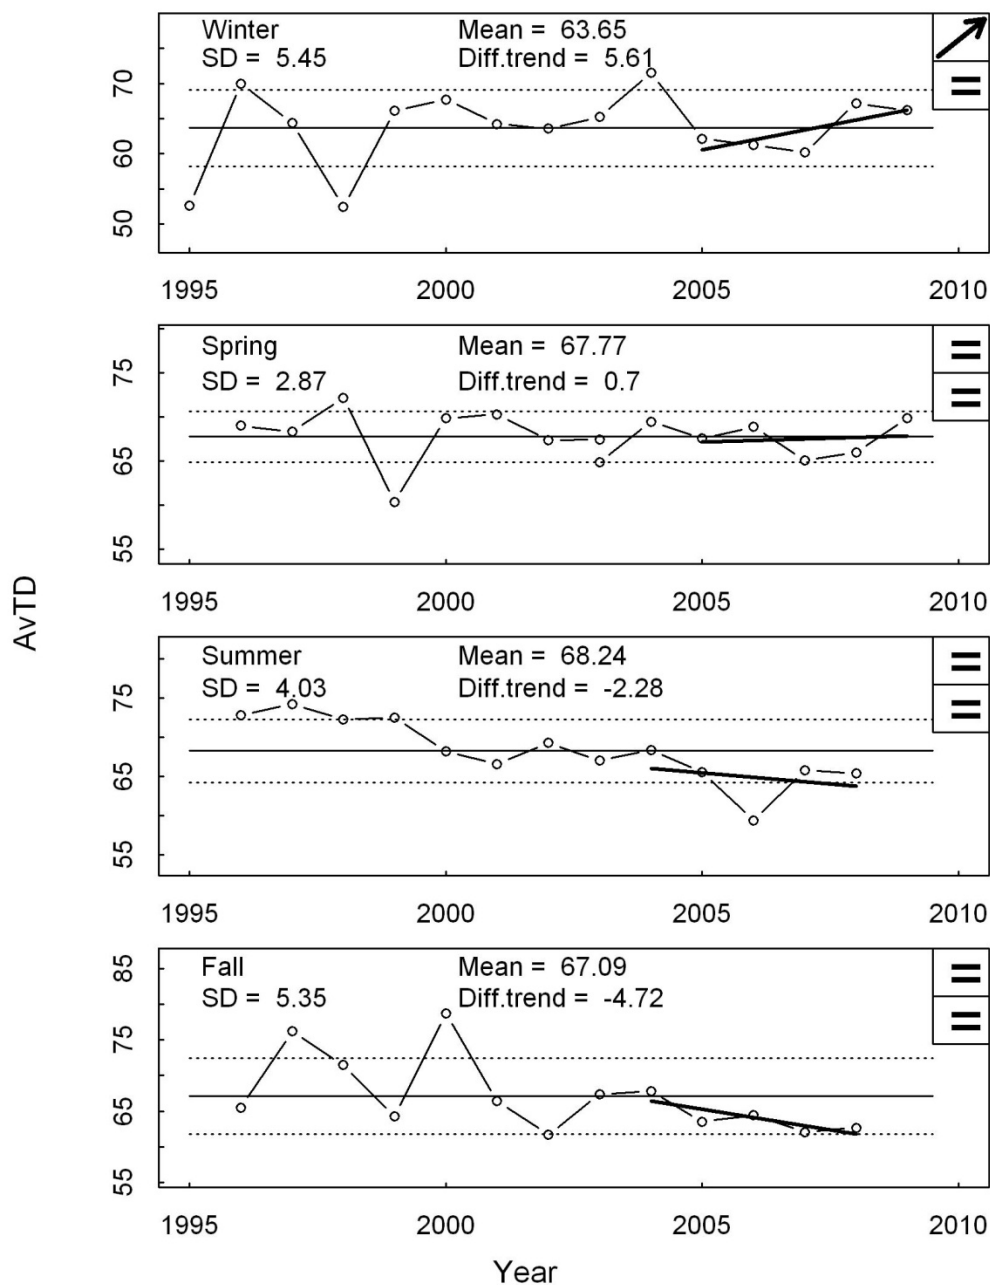 Winter Mean = 63.65
SD = 5.45 Diff.trend = 5.61
=
70
60
50
1995 2000 2005 2010
Spring Mean = 67.77
SD = 2.87 Diff.trend = 0.7
=
=
75
65
55
1995 2000 2005 2010
AvTD
Summer Mean = 68.24
SD = 4.03 Diff.trend = -2.28
=
=
75
65
55
1995 2000 2005 2010
Fall Mean = 67.09
SD = 5.35 Diff.trend = -4.72
=
=
85
75
65
55
1995 2000 2005 2010
Year